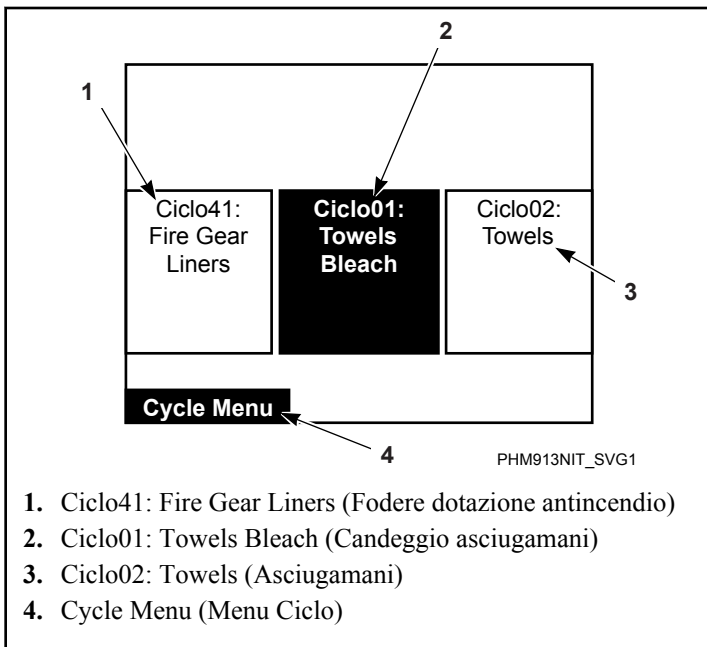 2
1
Ciclo41:
Fire Gear
Liners
Ciclo01:
Towels
Bleach
Ciclo02:
Towels
3
Cycle Menu
4
PHM913NIT_SVG1
1. Ciclo41: Fire Gear Liners (Fodere dotazione antincendio)
2. Ciclo01: Towels Bleach (Candeggio asciugamani)
3. Ciclo02: Towels (Asciugamani)
4. Cycle Menu (Menu Ciclo)